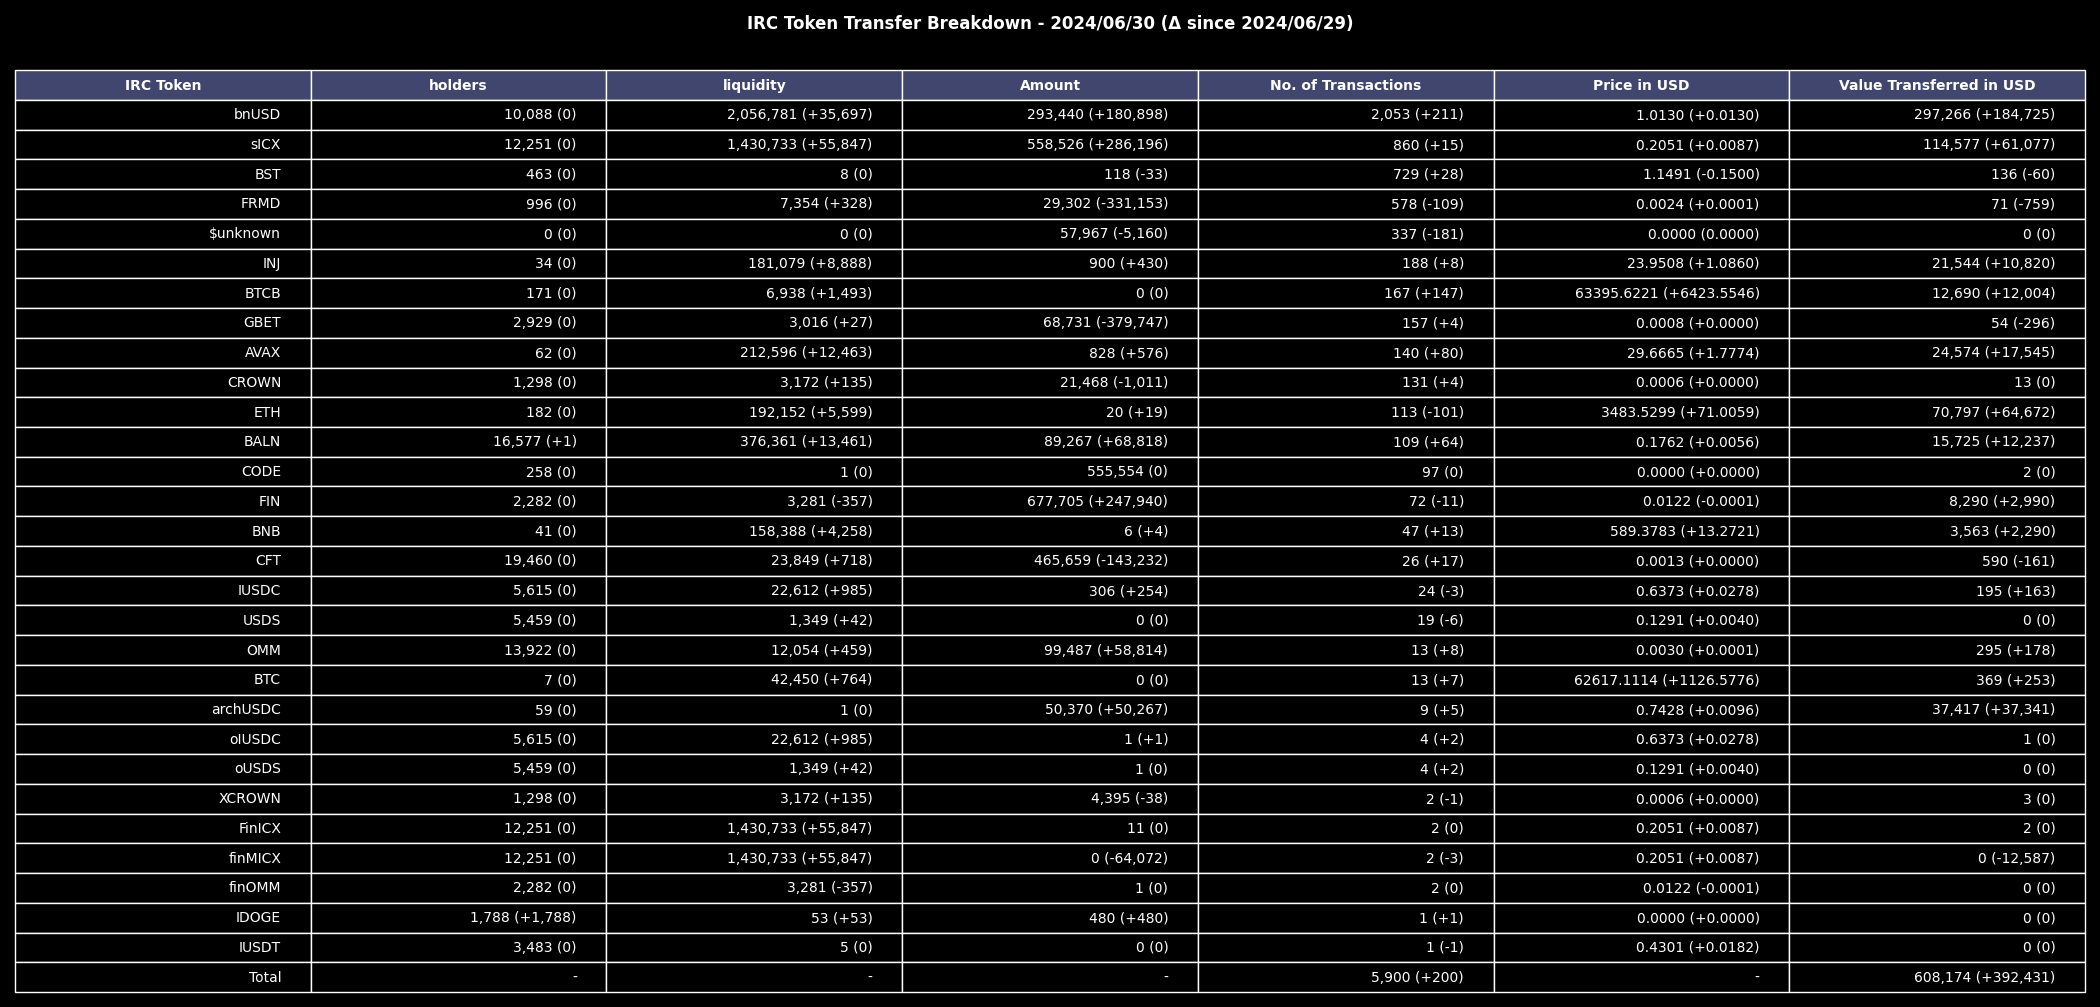 IRC Token Transfer Breakdown - 2024/06/30 (Δ since 2024/06/29)
IRC Token holders liquidity Amount No. of Transactions Price in USD Value Transferred in USD
bnUSD 10,088 (0) 2,056,781 (+35,697) 293,440 (+180,898) 2,053 (+211) 1.0130 (+0.0130) 297,266 (+184,725)
sICX 12,251 (0) 1,430,733 (+55,847) 558,526 (+286,196) 860 (+15) 0.2051 (+0.0087) 114,577 (+61,077)
BST 463 (0) 8 (0) 118 (-33) 729 (+28) 1.1491 (-0.1500) 136 (-60)
FRMD 996 (0) 7,354 (+328) 29,302 (-331,153) 578 (-109) 0.0024 (+0.0001) 71 (-759)
$unknown 0 (0) 0 (0) 57,967 (-5,160) 337 (-181) 0.0000 (0.0000) 0 (0)
INJ 34 (0) 181,079 (+8,888) 900 (+430) 188 (+8) 23.9508 (+1.0860) 21,544 (+10,820)
BTCB 171 (0) 6,938 (+1,493) 0 (0) 167 (+147) 63395.6221 (+6423.5546) 12,690 (+12,004)
GBET 2,929 (0) 3,016 (+27) 68,731 (-379,747) 157 (+4) 0.0008 (+0.0000) 54 (-296)
AVAX 62 (0) 212,596 (+12,463) 828 (+576) 140 (+80) 29.6665 (+1.7774) 24,574 (+17,545)
CROWN 1,298 (0) 3,172 (+135) 21,468 (-1,011) 131 (+4) 0.0006 (+0.0000) 13 (0)
ETH 182 (0) 192,152 (+5,599) 20 (+19) 113 (-101) 3483.5299 (+71.0059) 70,797 (+64,672)
BALN 16,577 (+1) 376,361 (+13,461) 89,267 (+68,818) 109 (+64) 0.1762 (+0.0056) 15,725 (+12,237)
CODE 258 (0) 1 (0) 555,554 (0) 97 (0) 0.0000 (+0.0000) 2 (0)
FIN 2,282 (0) 3,281 (-357) 677,705 (+247,940) 72 (-11) 0.0122 (-0.0001) 8,290 (+2,990)
BNB 41 (0) 158,388 (+4,258) 6 (+4) 47 (+13) 589.3783 (+13.2721) 3,563 (+2,290)
CFT 19,460 (0) 23,849 (+718) 465,659 (-143,232) 26 (+17) 0.0013 (+0.0000) 590 (-161)
IUSDC 5,615 (0) 22,612 (+985) 306 (+254) 24 (-3) 0.6373 (+0.0278) 195 (+163)
USDS 5,459 (0) 1,349 (+42) 0 (0) 19 (-6) 0.1291 (+0.0040) 0 (0)
OMM 13,922 (0) 12,054 (+459) 99,487 (+58,814) 13 (+8) 0.0030 (+0.0001) 295 (+178)
BTC 7 (0) 42,450 (+764) 0 (0) 13 (+7) 62617.1114 (+1126.5776) 369 (+253)
archUSDC 59 (0) 1 (0) 50,370 (+50,267) 9 (+5) 0.7428 (+0.0096) 37,417 (+37,341)
oIUSDC 5,615 (0) 22,612 (+985) 1 (+1) 4 (+2) 0.6373 (+0.0278) 1 (0)
oUSDS 5,459 (0) 1,349 (+42) 1 (0) 4 (+2) 0.1291 (+0.0040) 0 (0)
XCROWN 1,298 (0) 3,172 (+135) 4,395 (-38) 2 (-1) 0.0006 (+0.0000) 3 (0)
FinICX 12,251 (0) 1,430,733 (+55,847) 11 (0) 2 (0) 0.2051 (+0.0087) 2 (0)
finMICX 12,251 (0) 1,430,733 (+55,847) 0 (-64,072) 2 (-3) 0.2051 (+0.0087) 0 (-12,587)
finOMM 2,282 (0) 3,281 (-357) 1 (0) 2 (0) 0.0122 (-0.0001) 0 (0)
IDOGE 1,788 (+1,788) 53 (+53) 480 (+480) 1 (+1) 0.0000 (+0.0000) 0 (0)
IUSDT 3,483 (0) 5 (0) 0 (0) 1 (-1) 0.4301 (+0.0182) 0 (0)
Total - - - 5,900 (+200) - 608,174 (+392,431)